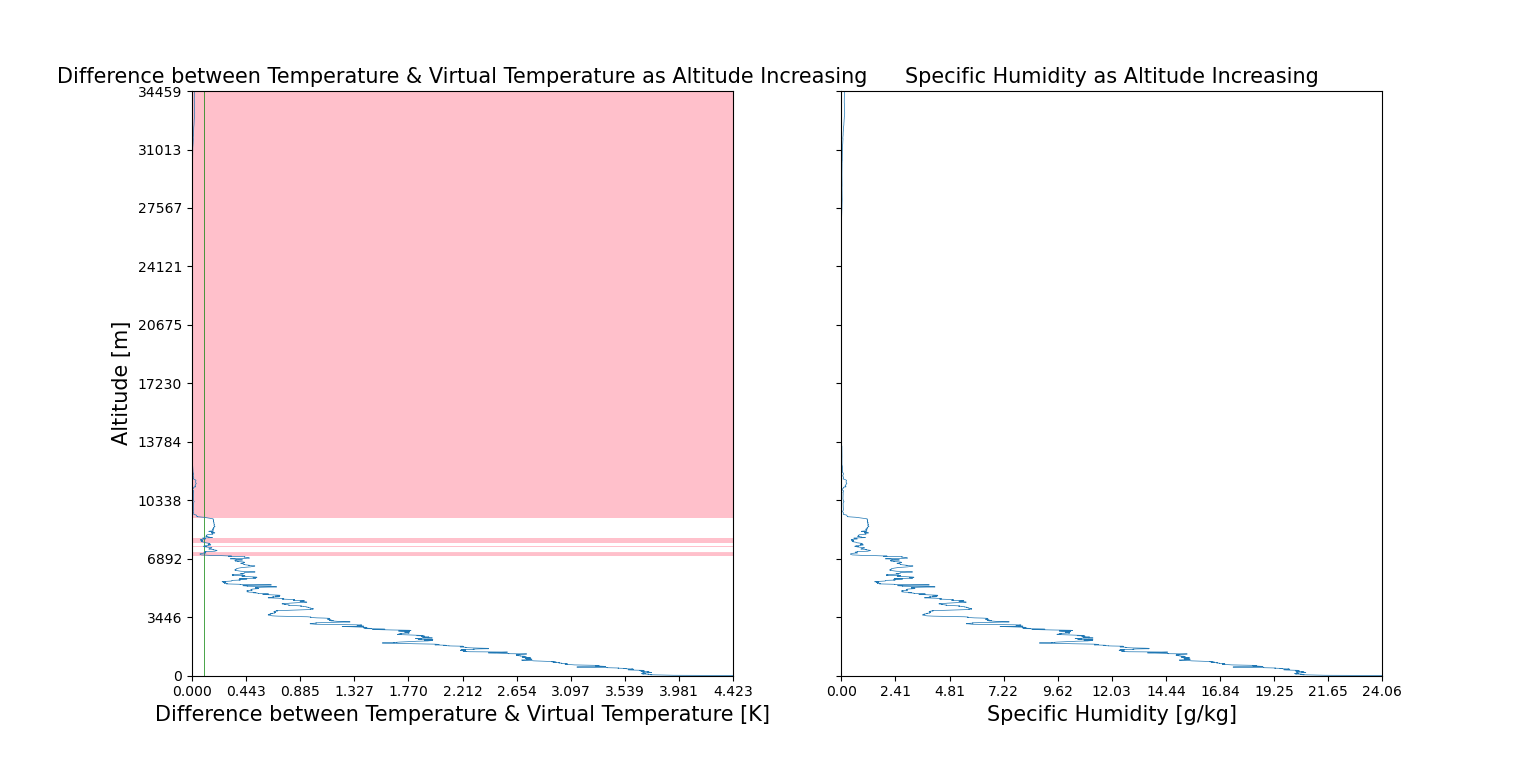 Difference between Temperature & Virtual Temperature as Altitude Increasing
Specific Humidity as Altitude Increasing
34459
31013
27567
24121
20675
17230
13784
10338
6892
3446
0
Altitude [m]
0.000 0.443 0.885 1.327 1.770 2.212 2.654 3.097 3.539 3.981 4.423
Difference between Temperature & Virtual Temperature [K]
0.00 2.41 4.81 7.22 9.62 12.03 14.44 16.84 19.25 21.65 24.06
Specific Humidity [g/kg]